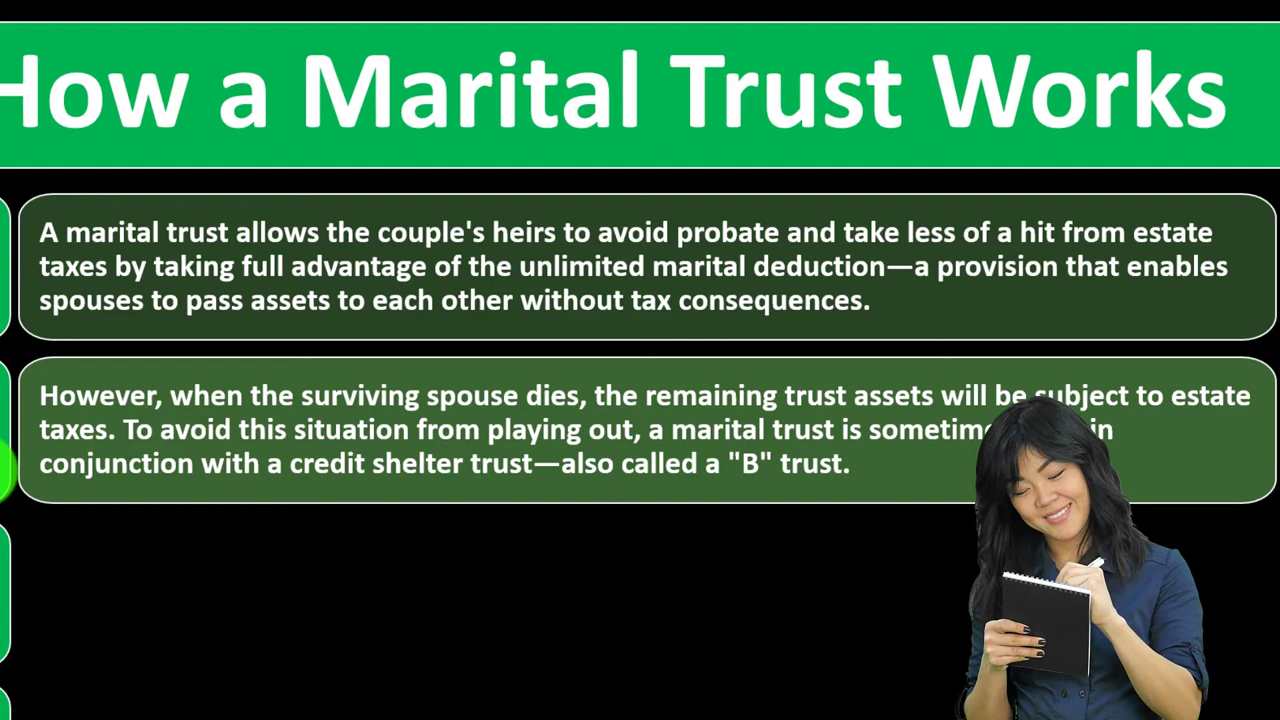 How a Marital Trust Works
A marital trust allows the couple's heirs to avoid probate and take less of a hit from estate
taxes by taking full advantage of the unlimited marital deduction—a provision that enables
spouses to pass assets to each other without tax consequences.
However, when the surviving spouse dies, the remaining trust assets will be subject to estate
taxes. To avoid this situation from playing out, a marital trust is in
conjunction with a credit shelter trust—also called a "B" trust.